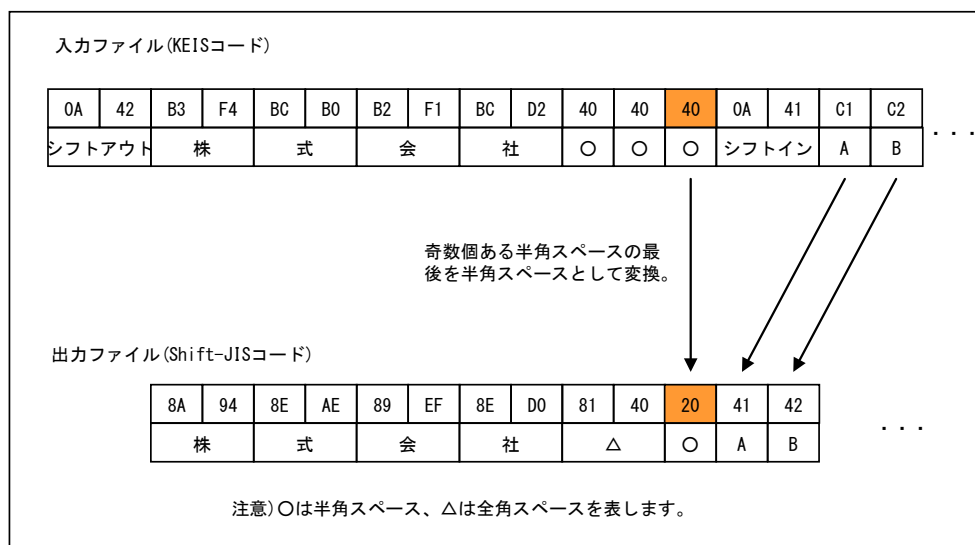 入力ファイル(KEISコード)
0A 42 B3 F4 BC B0 B2 F1 BC D2 40 40 40 0A 41 C1 C2
シフトアウト 株 式 会 社 〇 〇 〇 シフトイン A B ・・・
奇数個ある半角スペースの最
後を半角スペースとして変換。
出力ファイル(Shift-JISコード)
8A 94 8E AE 89 EF 8E D0 81 40 20 41 42
株 式 会 社 △ 〇 A B ・・・
注意)〇は半角スペース、△は全角スペースを表します。